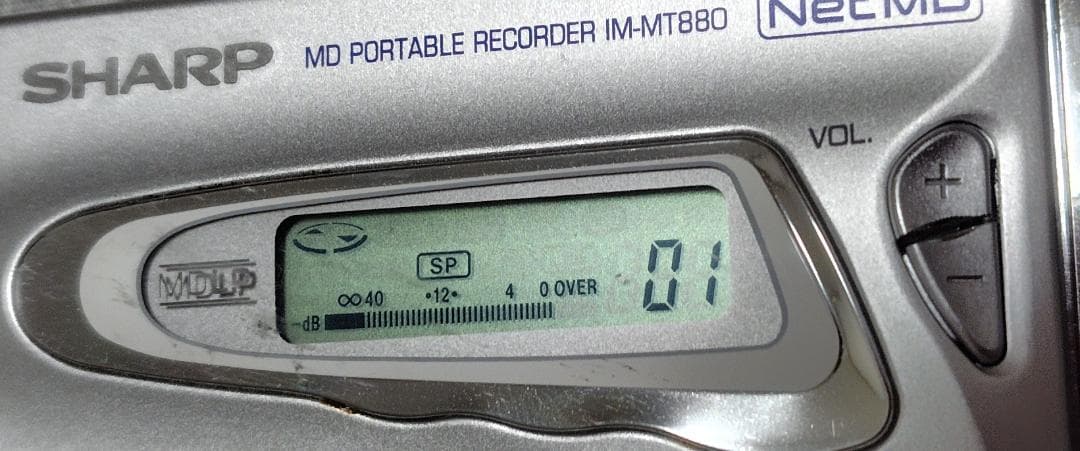 NetMD
SHARP MD PORTABLE RECORDER IM-MT880
VOL.
+
MDLP
SP
01
∞ 40 •12• 4 0 OVER
-dB
−